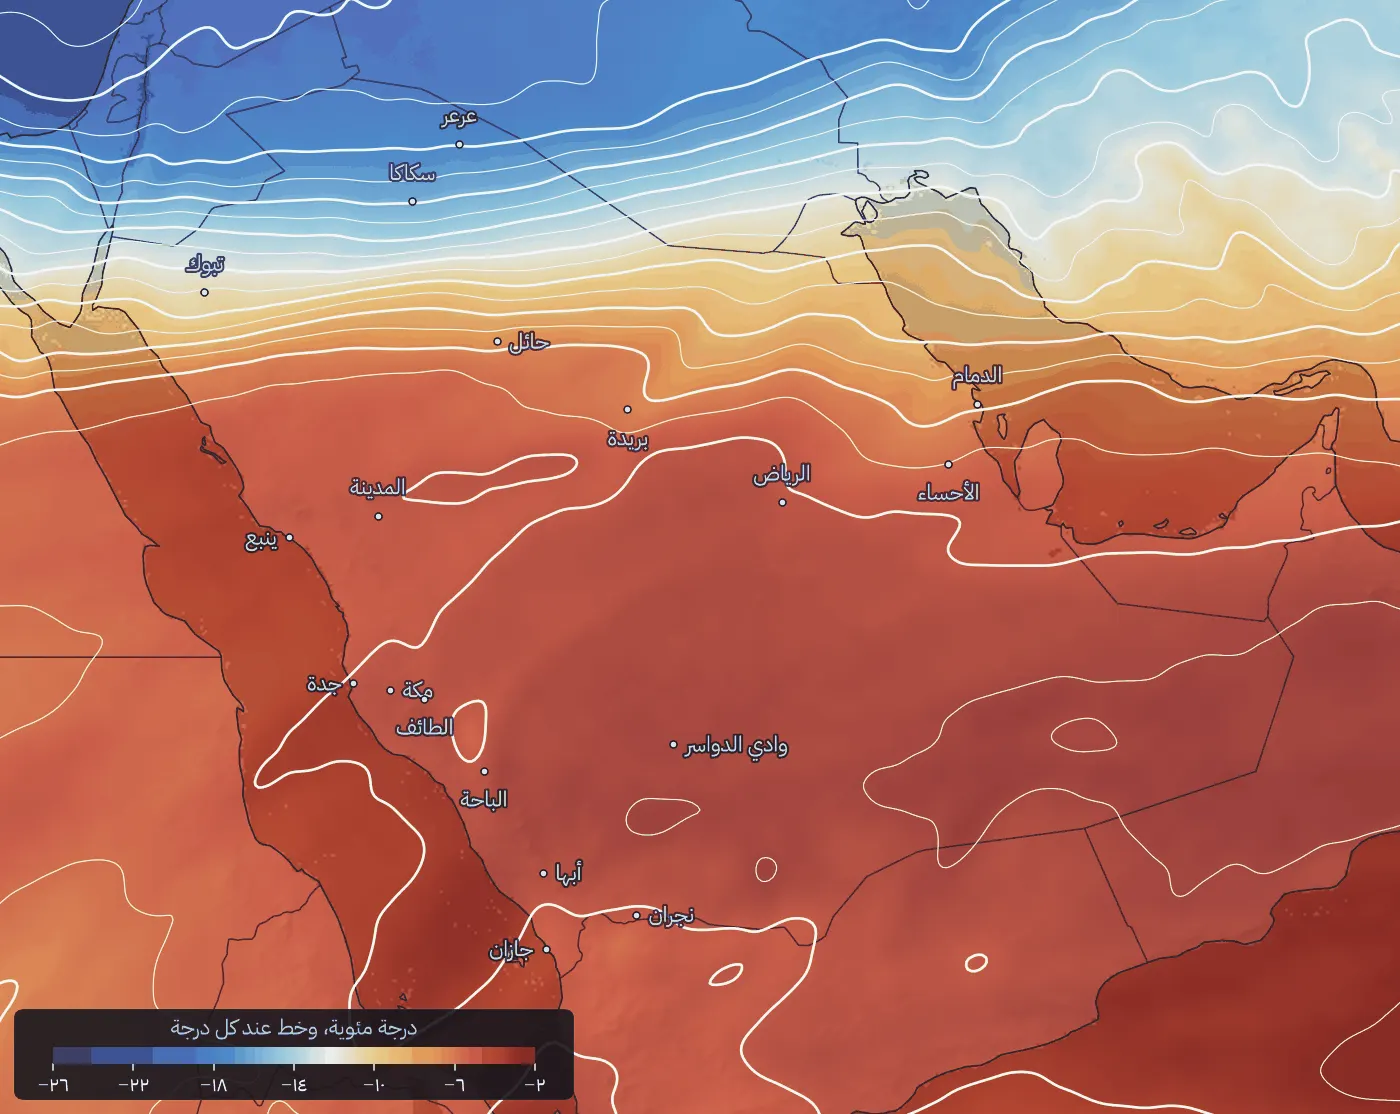 عرعر
سكاكا
تبوك
حائل
الدمام
بريدة
الرياض
المدينة
الأحساء
ينبع
جدة
مكة
الطائف
وادي الدواسر
الباحة
أبها
نجران
جازان
درجة مئوية، وخط عند كل درجة
−٢٦ −٢٢ −١٨ −١٤ −١٠ −٦ −٢